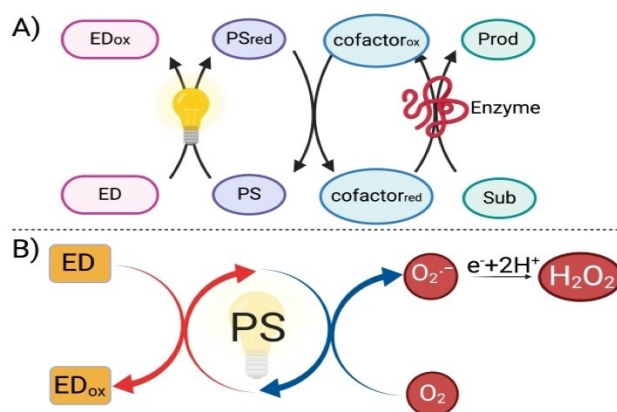 A)
EDox PSred cofactorox Prod
Enzyme
ED PS cofactorred Sub
B)
ED PS O₂·⁻ e⁻+2H⁺ H₂O₂
EDox O₂